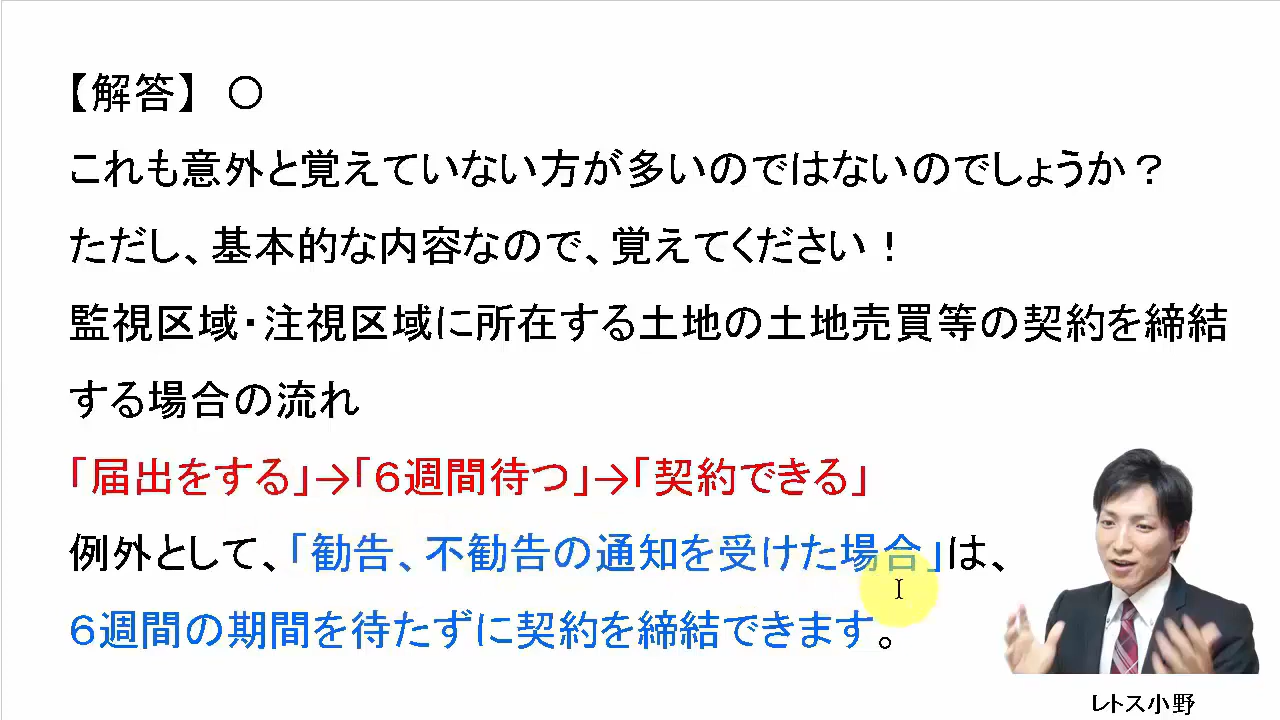 【解答】 ○
これも意外と覚えていない方が多いのではないのでしょうか？
ただし、基本的な内容なので、覚えてください！
監視区域・注視区域に所在する土地の土地売買等の契約を締結
する場合の流れ
「届出をする」→「６週間待つ」→「契約できる」
例外として、「勧告、不勧告の通知を受けた場合」は、
６週間の期間を待たずに契約を締結できます。
レトス小野